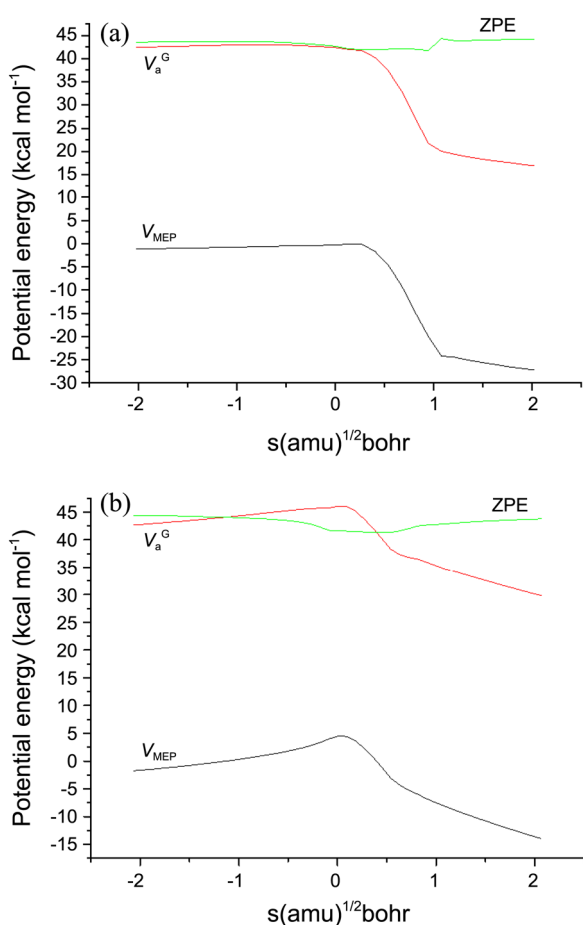 (a)
ZPE
45
40
35
30
25
20
15
10
5
0
-5
-10
-15
-20
-25
-30
V_a^G
V_MEP
Potential energy (kcal mol⁻¹)
-2 -1 0 1 2
s(amu)^1/2bohr
(b)
ZPE
45
40
35
30
25
20
15
10
5
0
-5
-10
-15
V_a^G
V_MEP
Potential energy (kcal mol⁻¹)
-2 -1 0 1 2
s(amu)^1/2bohr